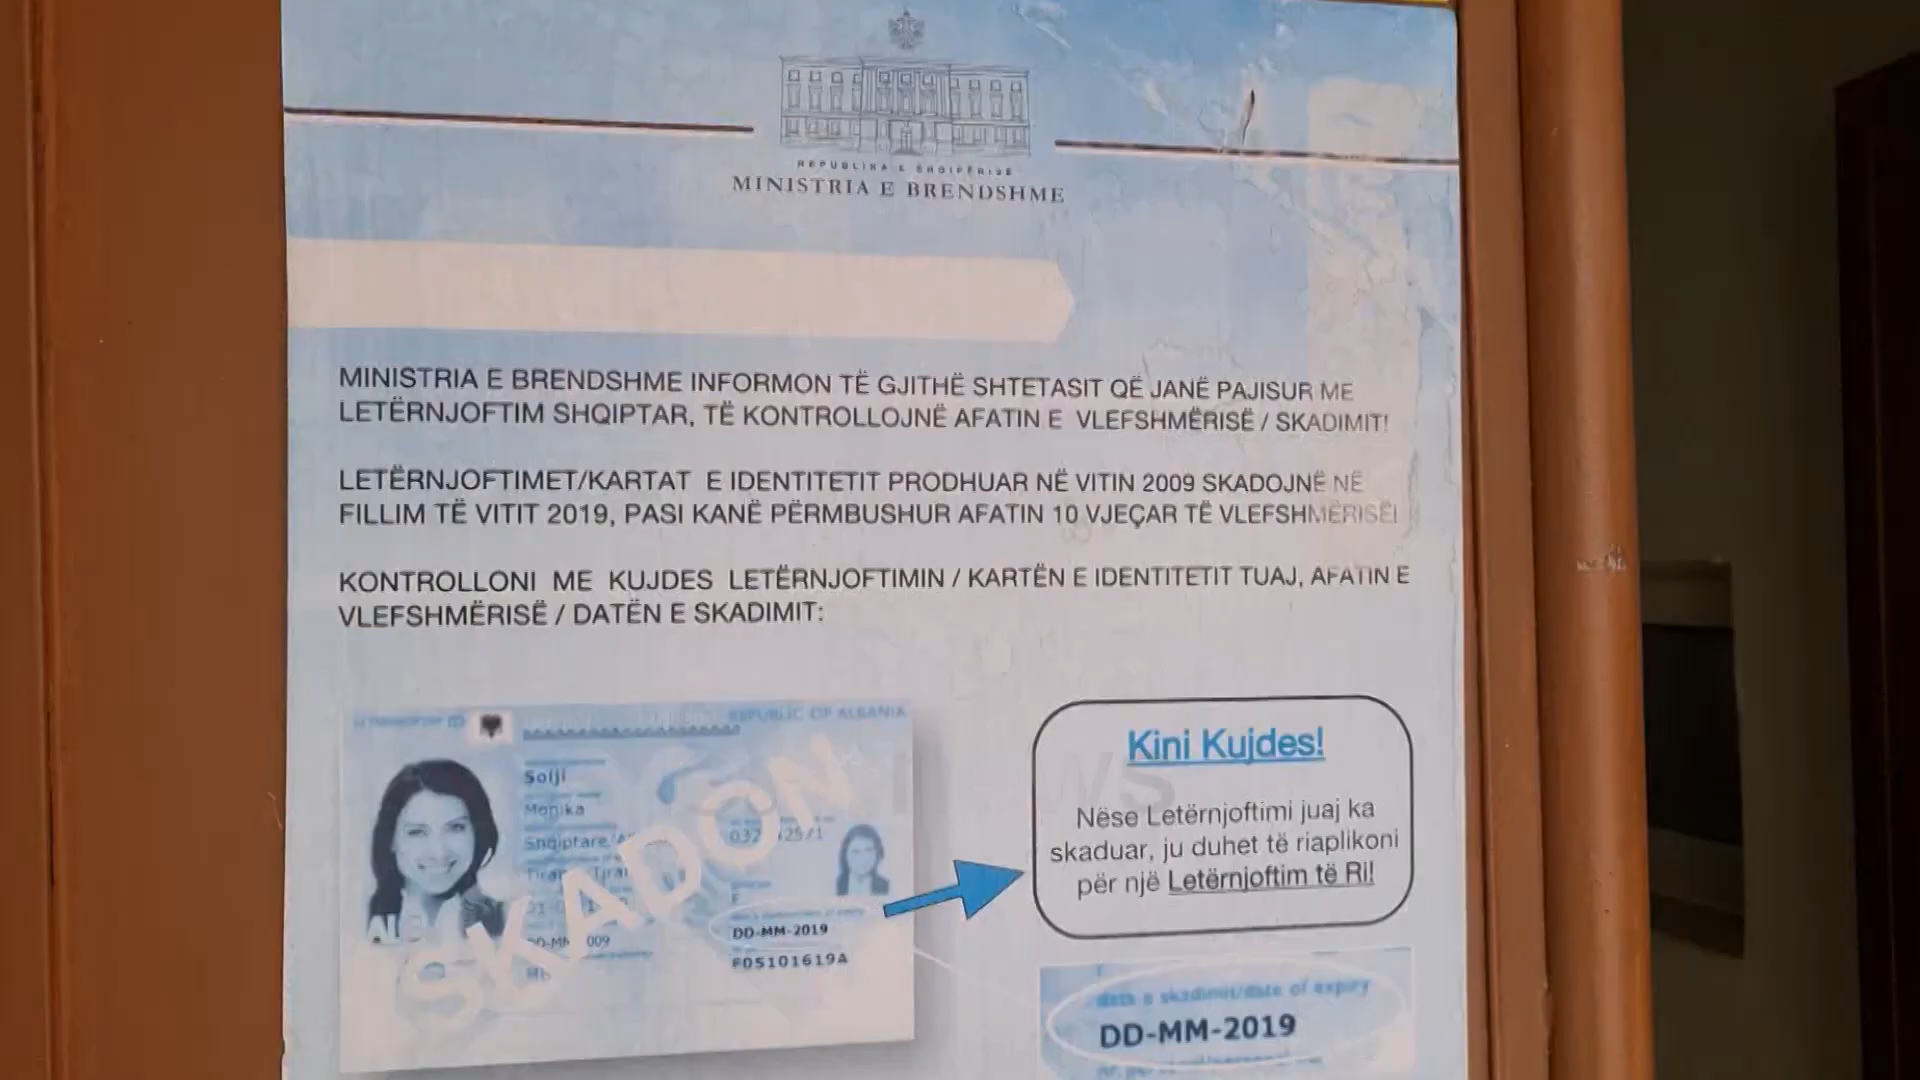 REPUBLIKA E SHQIPËRISË
MINISTRIA E BRENDSHME
MINISTRIA E BRENDSHME INFORMON TË GJITHË SHTETASIT QË JANË PAJISUR ME
LETËRNJOFTIM SHQIPTAR, TË KONTROLLOJNË AFATIN E VLEFSHMËRISË / SKADIMIT!
LETËRNJOFTIMET/KARTAT E IDENTITETIT PRODHUAR NË VITIN 2009 SKADOJNË NË
FILLIM TË VITIT 2019, PASI KANË PËRMBUSHUR AFATIN 10 VJEÇAR TË VLEFSHMËRISË!
KONTROLLONI ME KUJDES LETËRNJOFTIMIN / KARTËN E IDENTITETIT TUAJ, AFATIN E
VLEFSHMËRISË / DATËN E SKADIMIT:
REPUBLIC OF ALBANIA
Solji
Monika
Shqiptare/
SKADON
DD-MM-2019
F05101619A
Kini Kujdes!
Nëse Letërnjoftimi juaj ka
skaduar, ju duhet të riaplikoni
për një Letërnjoftim të Ri!
news
data e skadimit/date of expiry
DD-MM-2019